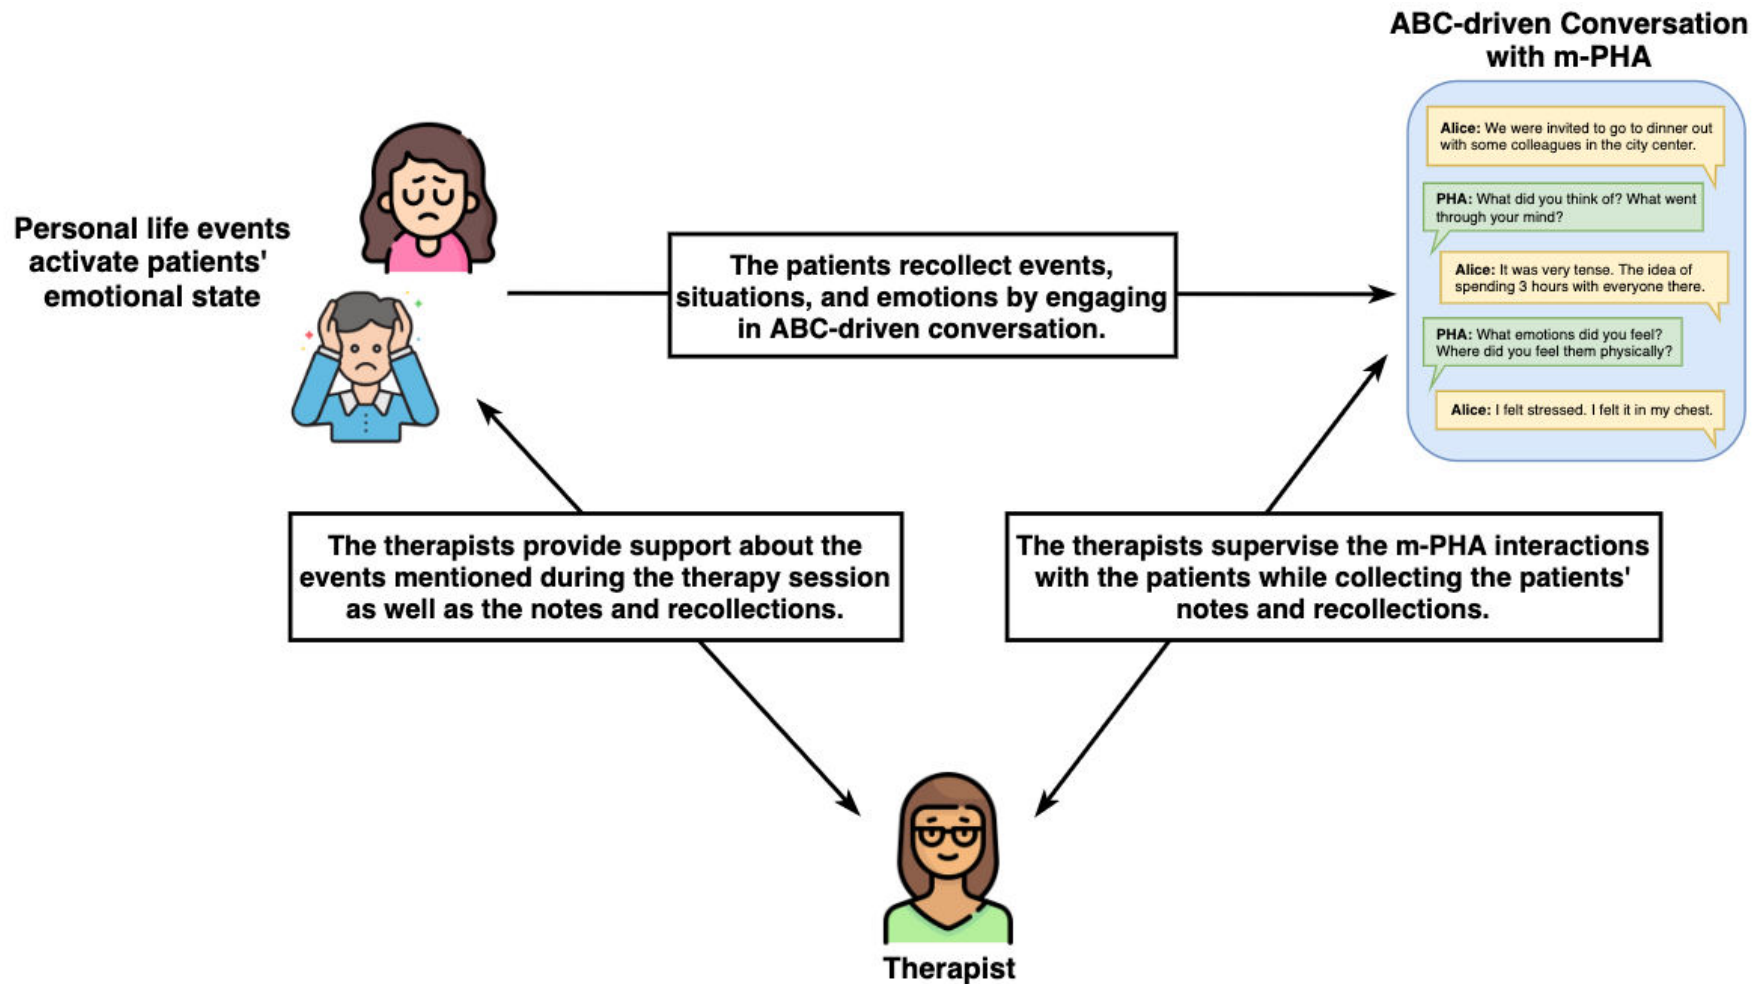 ABC-driven Conversation
with m-PHA
Alice: We were invited to go to dinner out
with some colleagues in the city center.
PHA: What did you think of? What went
through your mind?
Alice: It was very tense. The idea of
spending 3 hours with everyone there.
PHA: What emotions did you feel?
Where did you feel them physically?
Alice: I felt stressed. I felt it in my chest.
Personal life events
activate patients'
emotional state
The patients recollect events,
situations, and emotions by engaging
in ABC-driven conversation.
The therapists provide support about the
events mentioned during the therapy session
as well as the notes and recollections.
The therapists supervise the m-PHA interactions
with the patients while collecting the patients'
notes and recollections.
Therapist